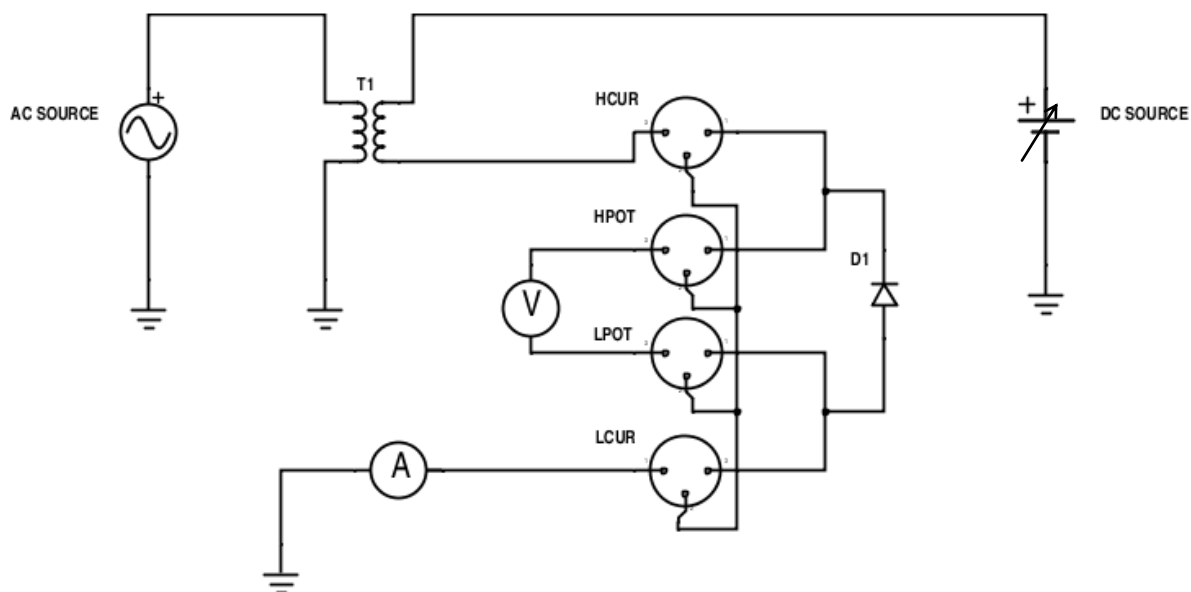 T1
AC SOURCE
HCUR
+
+
DC SOURCE
HPOT
D1
V
LPOT
LCUR
A